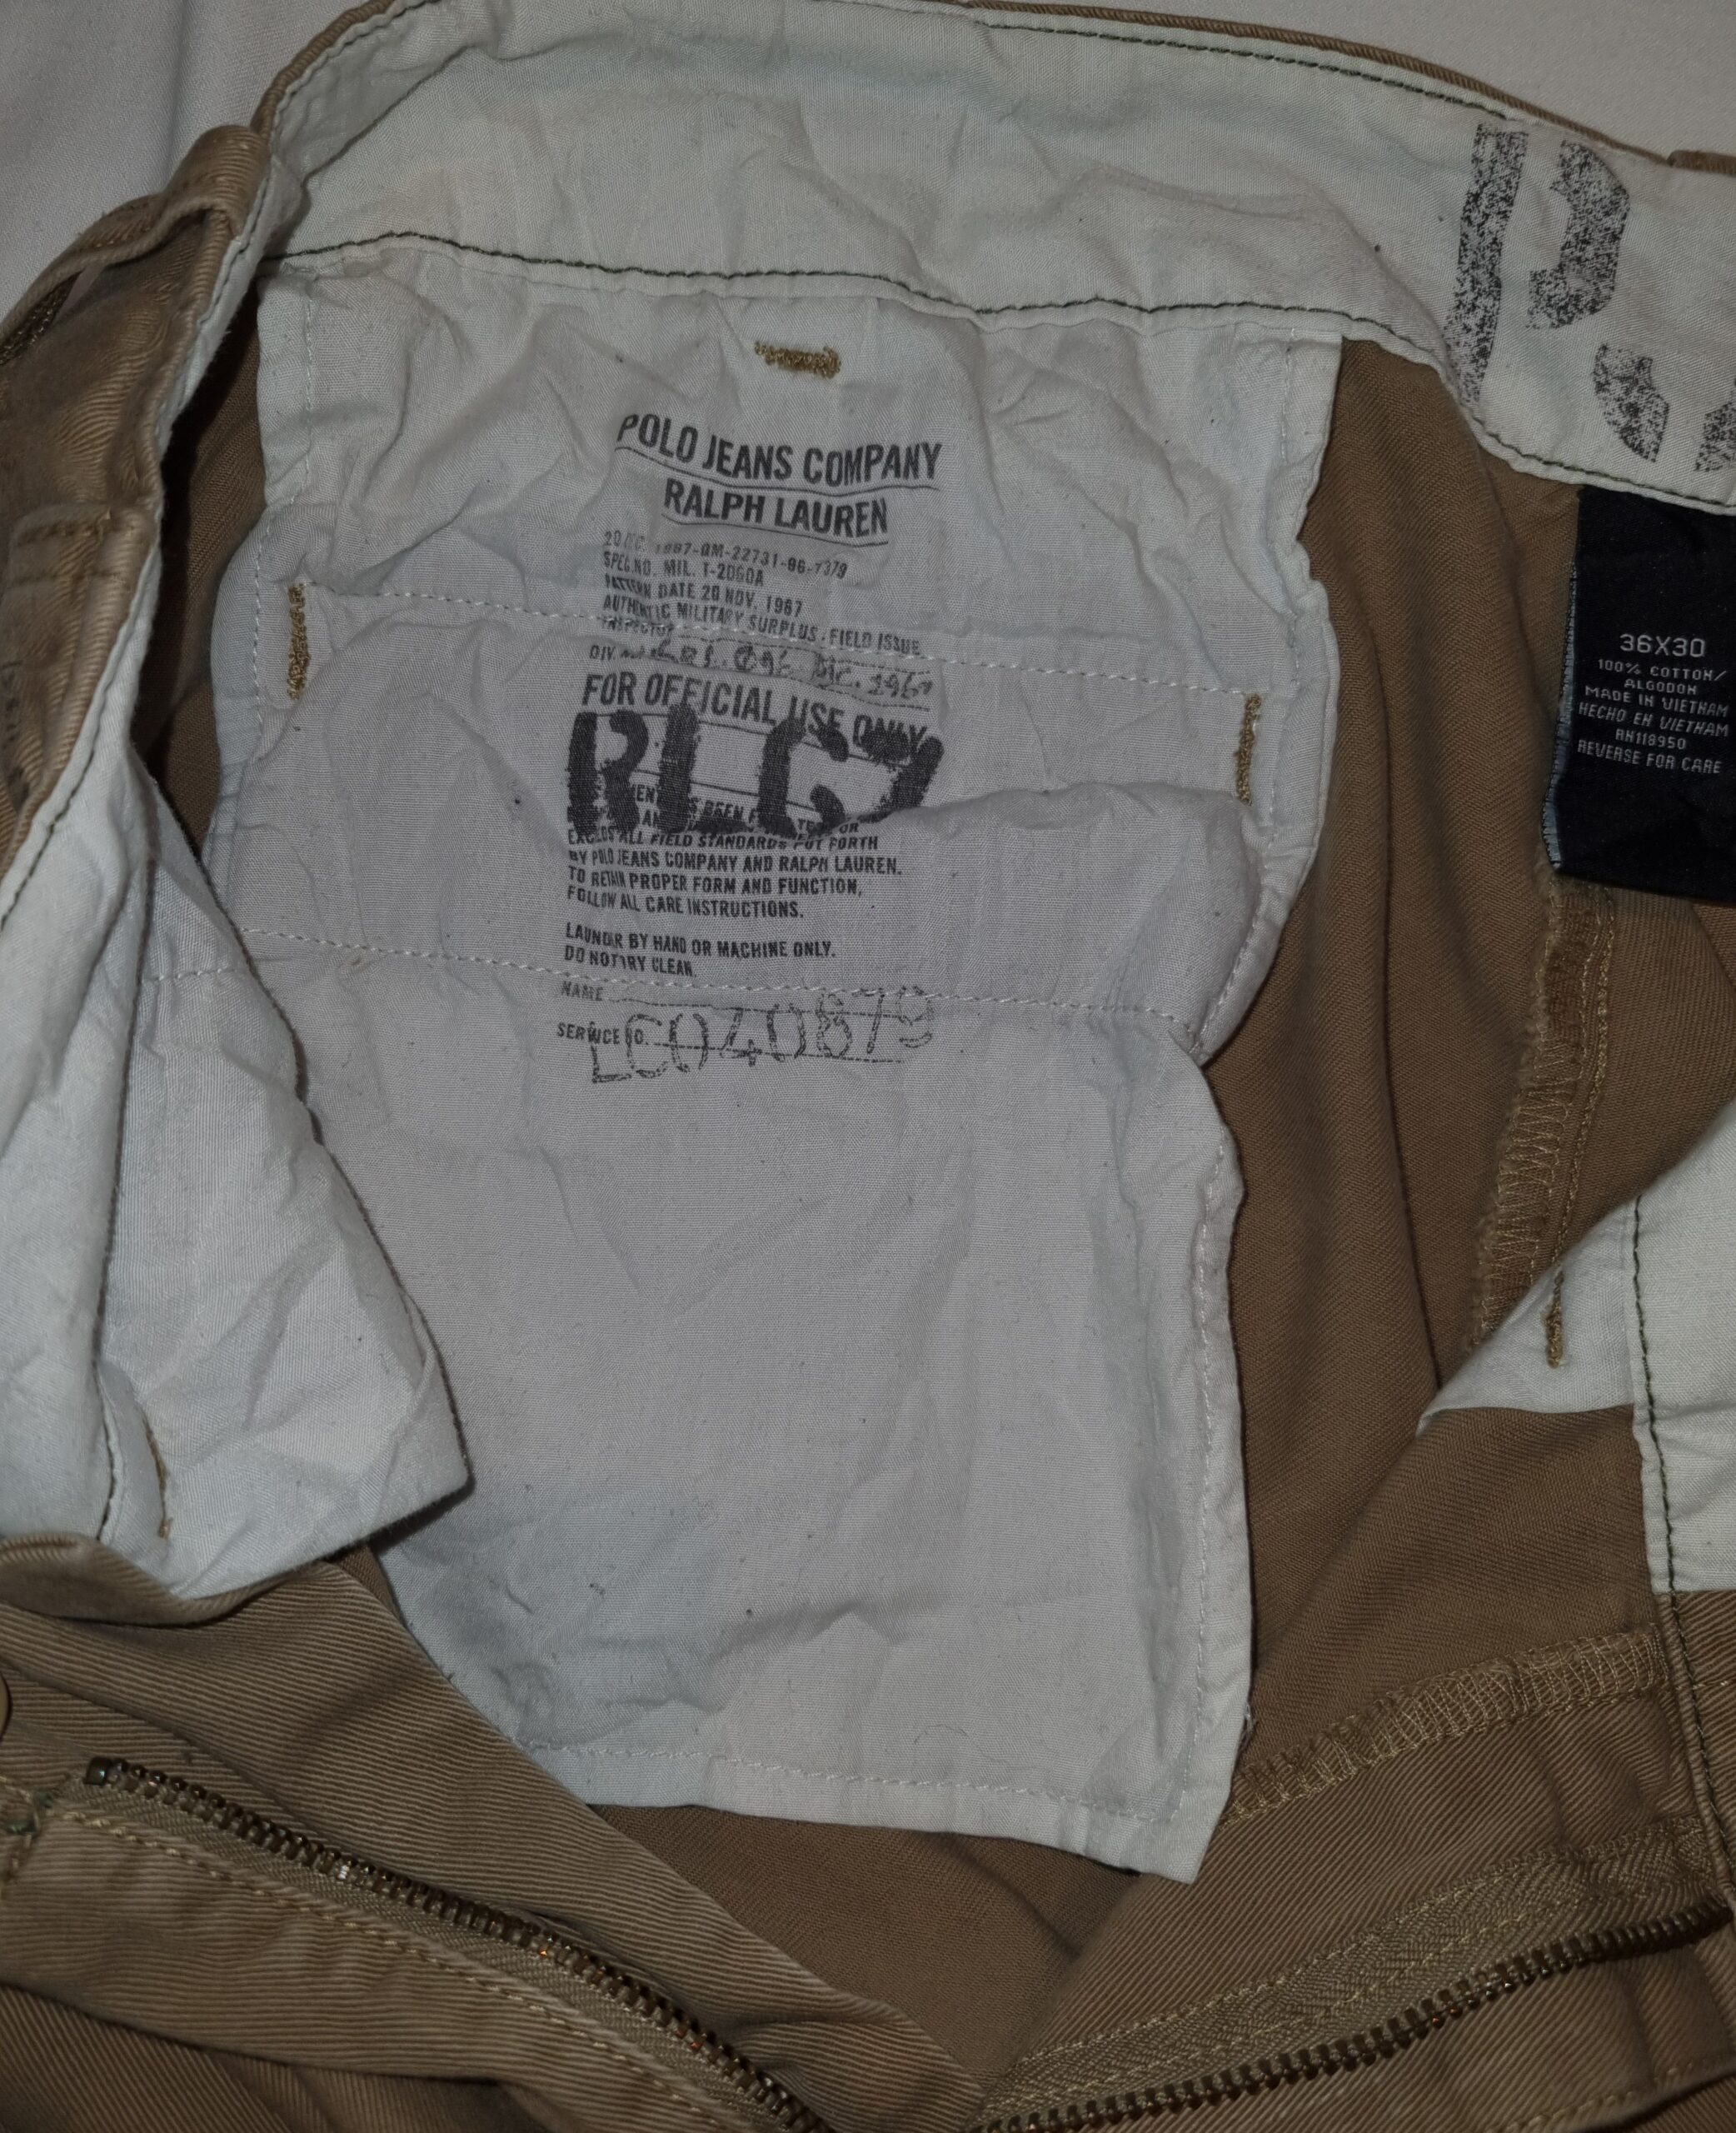 POLO JEANS COMPANY
RALPH LAUREN
SPEC. NO. MIL. T-2060A
PATTERN DATE 20 NOV. 1967
AUTHENTIC MILITARY SURPLUS. FIELD ISSUE
INSPECTOR
DIV.
FOR OFFICIAL USE ONLY
BEEN
EXCEEDS ALL FIELD STANDARDS PUT FORTH
BY POLO JEANS COMPANY AND RALPH LAUREN.
TO RETAIN PROPER FORM AND FUNCTION,
FOLLOW ALL CARE INSTRUCTIONS.
LAUNDER BY HAND OR MACHINE ONLY.
DO NOT DRY CLEAN.
NAME
SERVICE NO.
LC040879
36X30
100% COTTON/
ALGODON
MADE IN VIETNAM
HECHO EN VIETNAM
RN118950
REVERSE FOR CARE